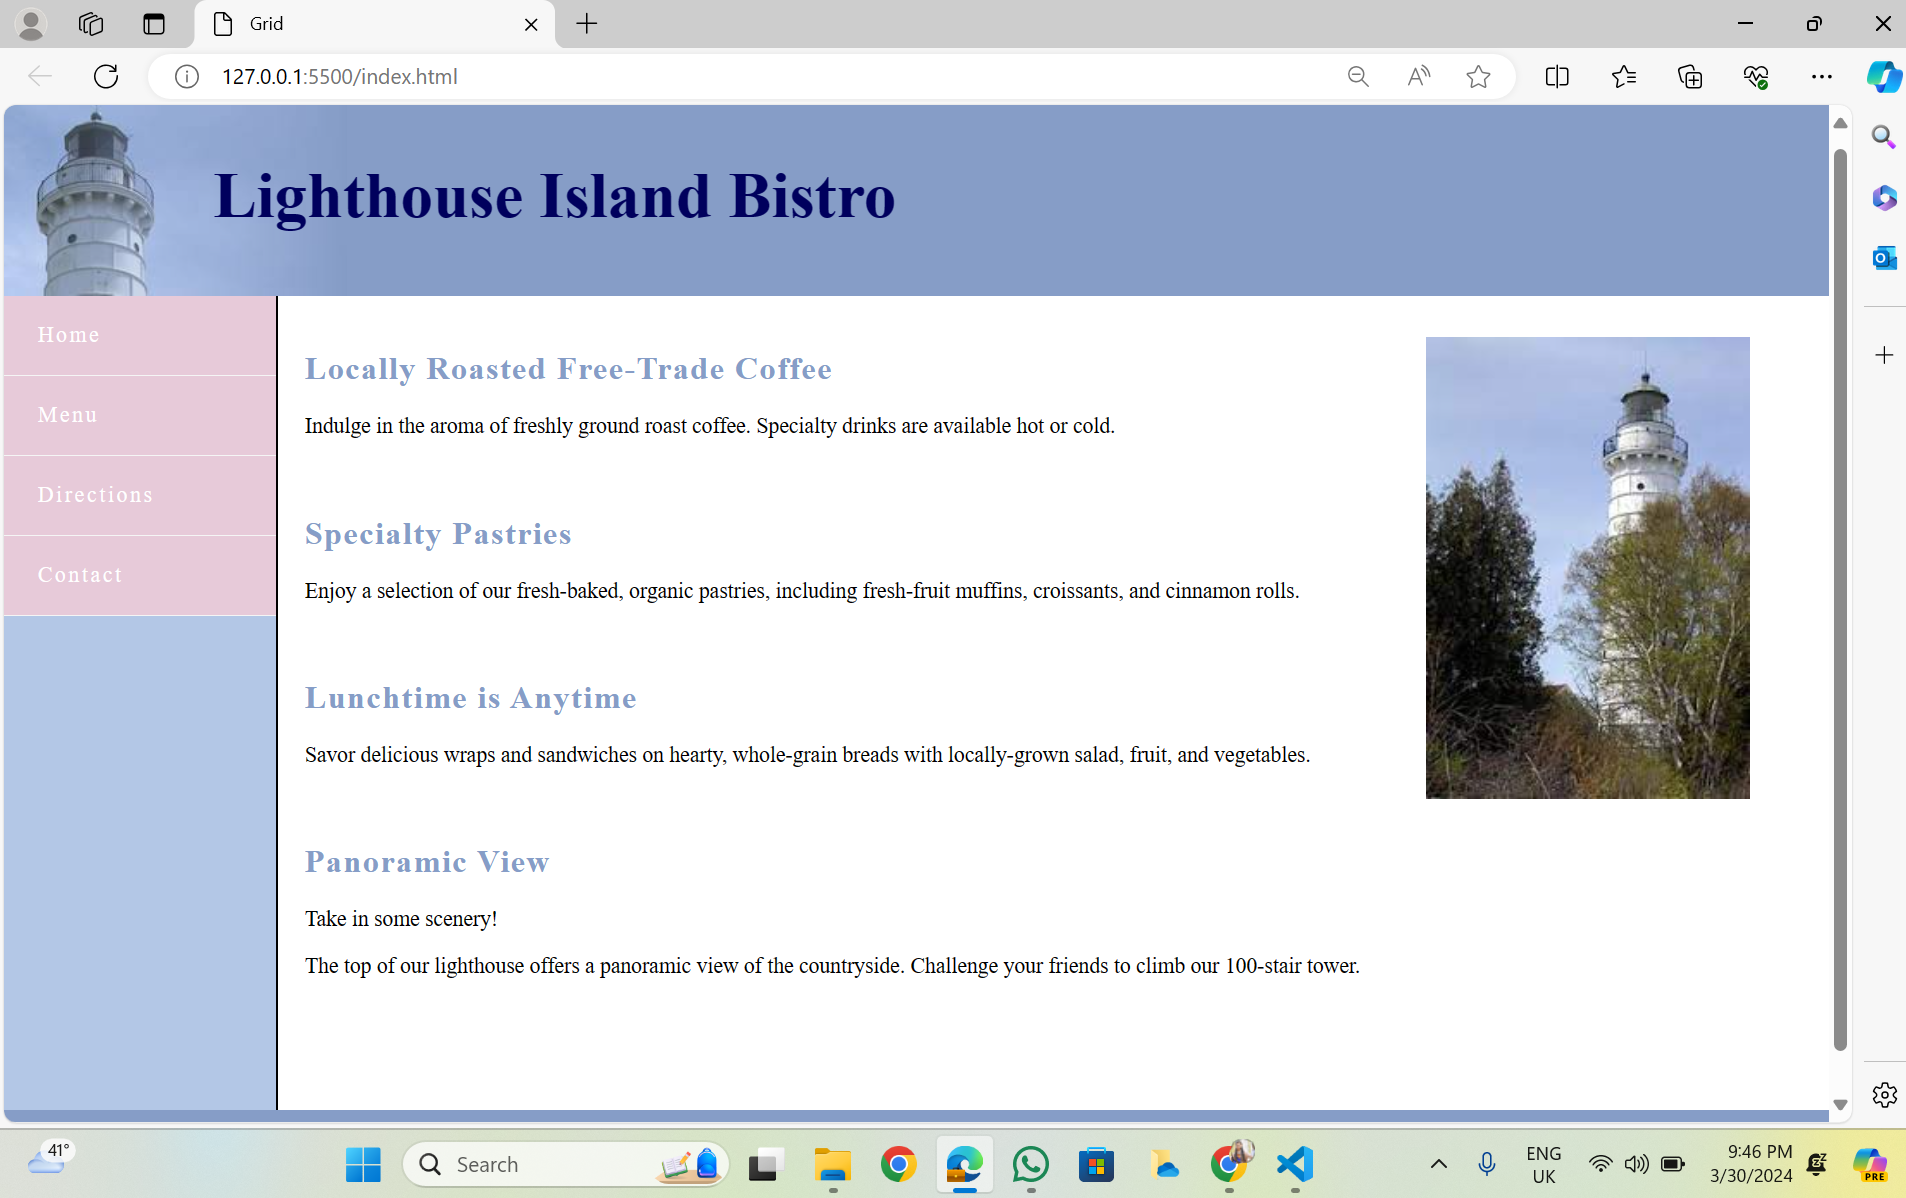 Grid
127.0.0.1:5500/index.html
Lighthouse Island Bistro
Home
Menu
Directions
Contact
Locally Roasted Free-Trade Coffee
Indulge in the aroma of freshly ground roast coffee. Specialty drinks are available hot or cold.
Specialty Pastries
Enjoy a selection of our fresh-baked, organic pastries, including fresh-fruit muffins, croissants, and cinnamon rolls.
Lunchtime is Anytime
Savor delicious wraps and sandwiches on hearty, whole-grain breads with locally-grown salad, fruit, and vegetables.
Panoramic View
Take in some scenery!
The top of our lighthouse offers a panoramic view of the countryside. Challenge your friends to climb our 100-stair tower.
41°
Search
ENG
UK
9:46 PM
3/30/2024
PRE